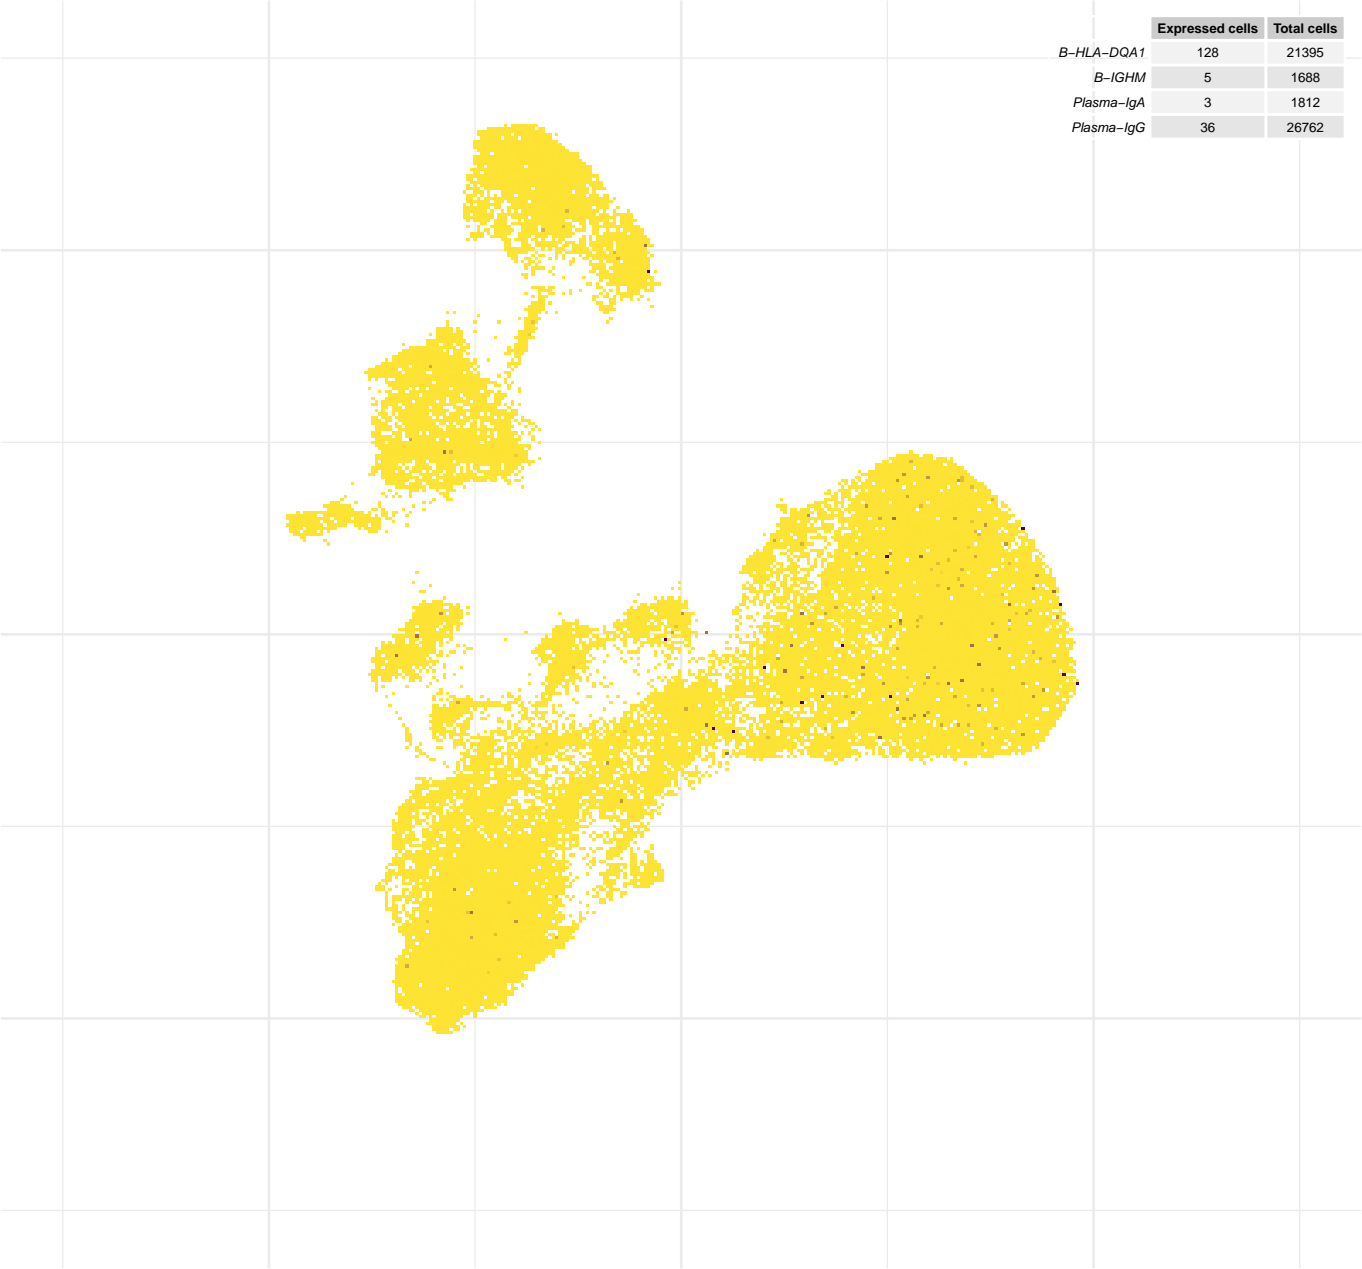 Expressed cells Total cells
B−HLA−DQA1 128 21395
B−IGHM 5 1688
Plasma−IgA 3 1812
Plasma−IgG 36 26762